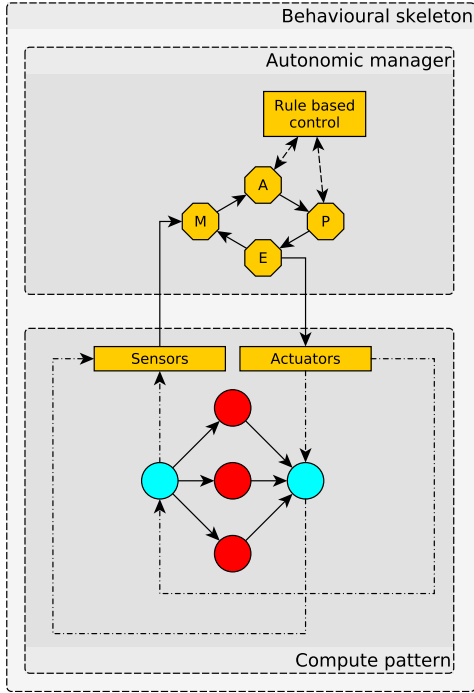 Behavioural skeleton
Autonomic manager
Rule based
control
A
M
P
E
Sensors
Actuators
Compute pattern